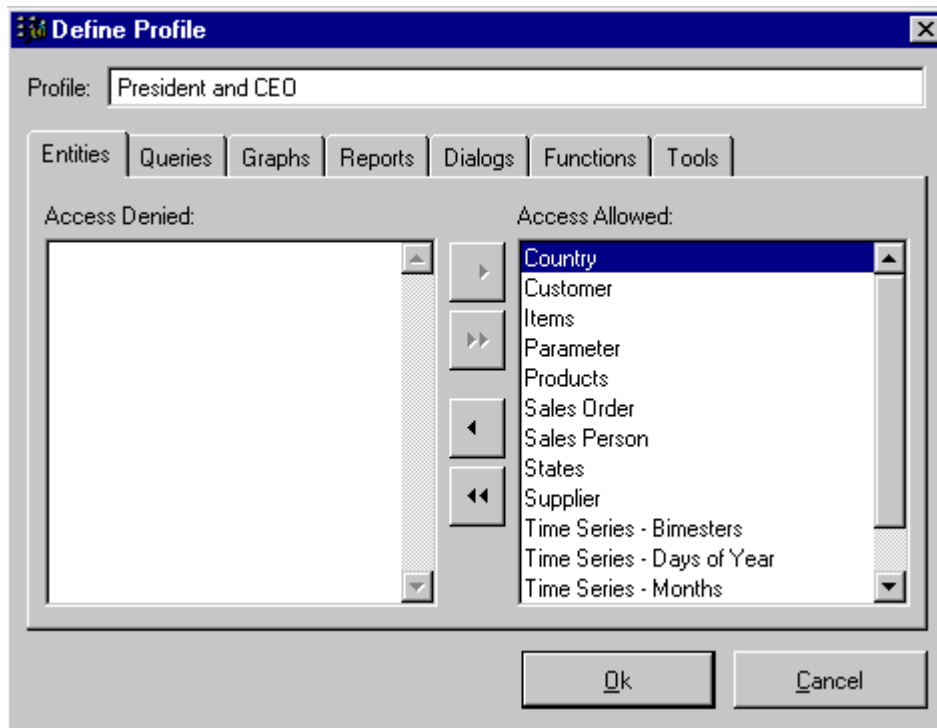 Define Profile
Profile: President and CEO
Entities Queries Graphs Reports Dialogs Functions Tools
Access Denied: Access Allowed:
Country
Customer
Items
Parameter
Products
Sales Order
Sales Person
States
Supplier
Time Series - Bimesters
Time Series - Days of Year
Time Series - Months
Ok Cancel